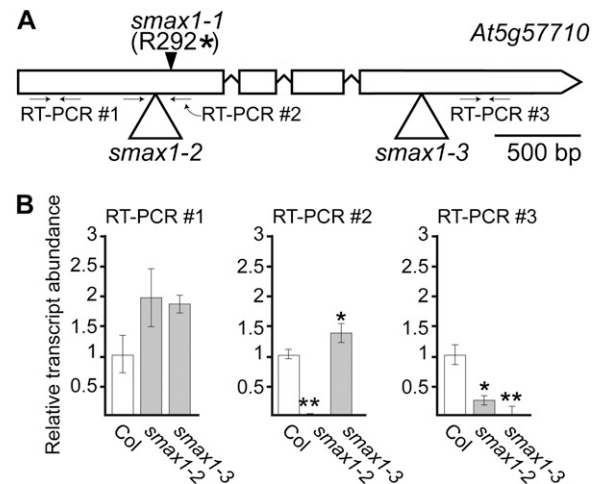 A
smax1-1
(R292*)
At5g57710
RT-PCR #1
RT-PCR #2
RT-PCR #3
smax1-2
smax1-3
500 bp
B
Relative transcript abundance
RT-PCR #1
3
2.5
2
1.5
1
0.5
Col
smax1-2
smax1-3
RT-PCR #2
3
2.5
2
1.5
1
0.5
**
*
Col
smax1-2
smax1-3
RT-PCR #3
3
2.5
2
1.5
1
0.5
*
**
Col
smax1-2
smax1-3